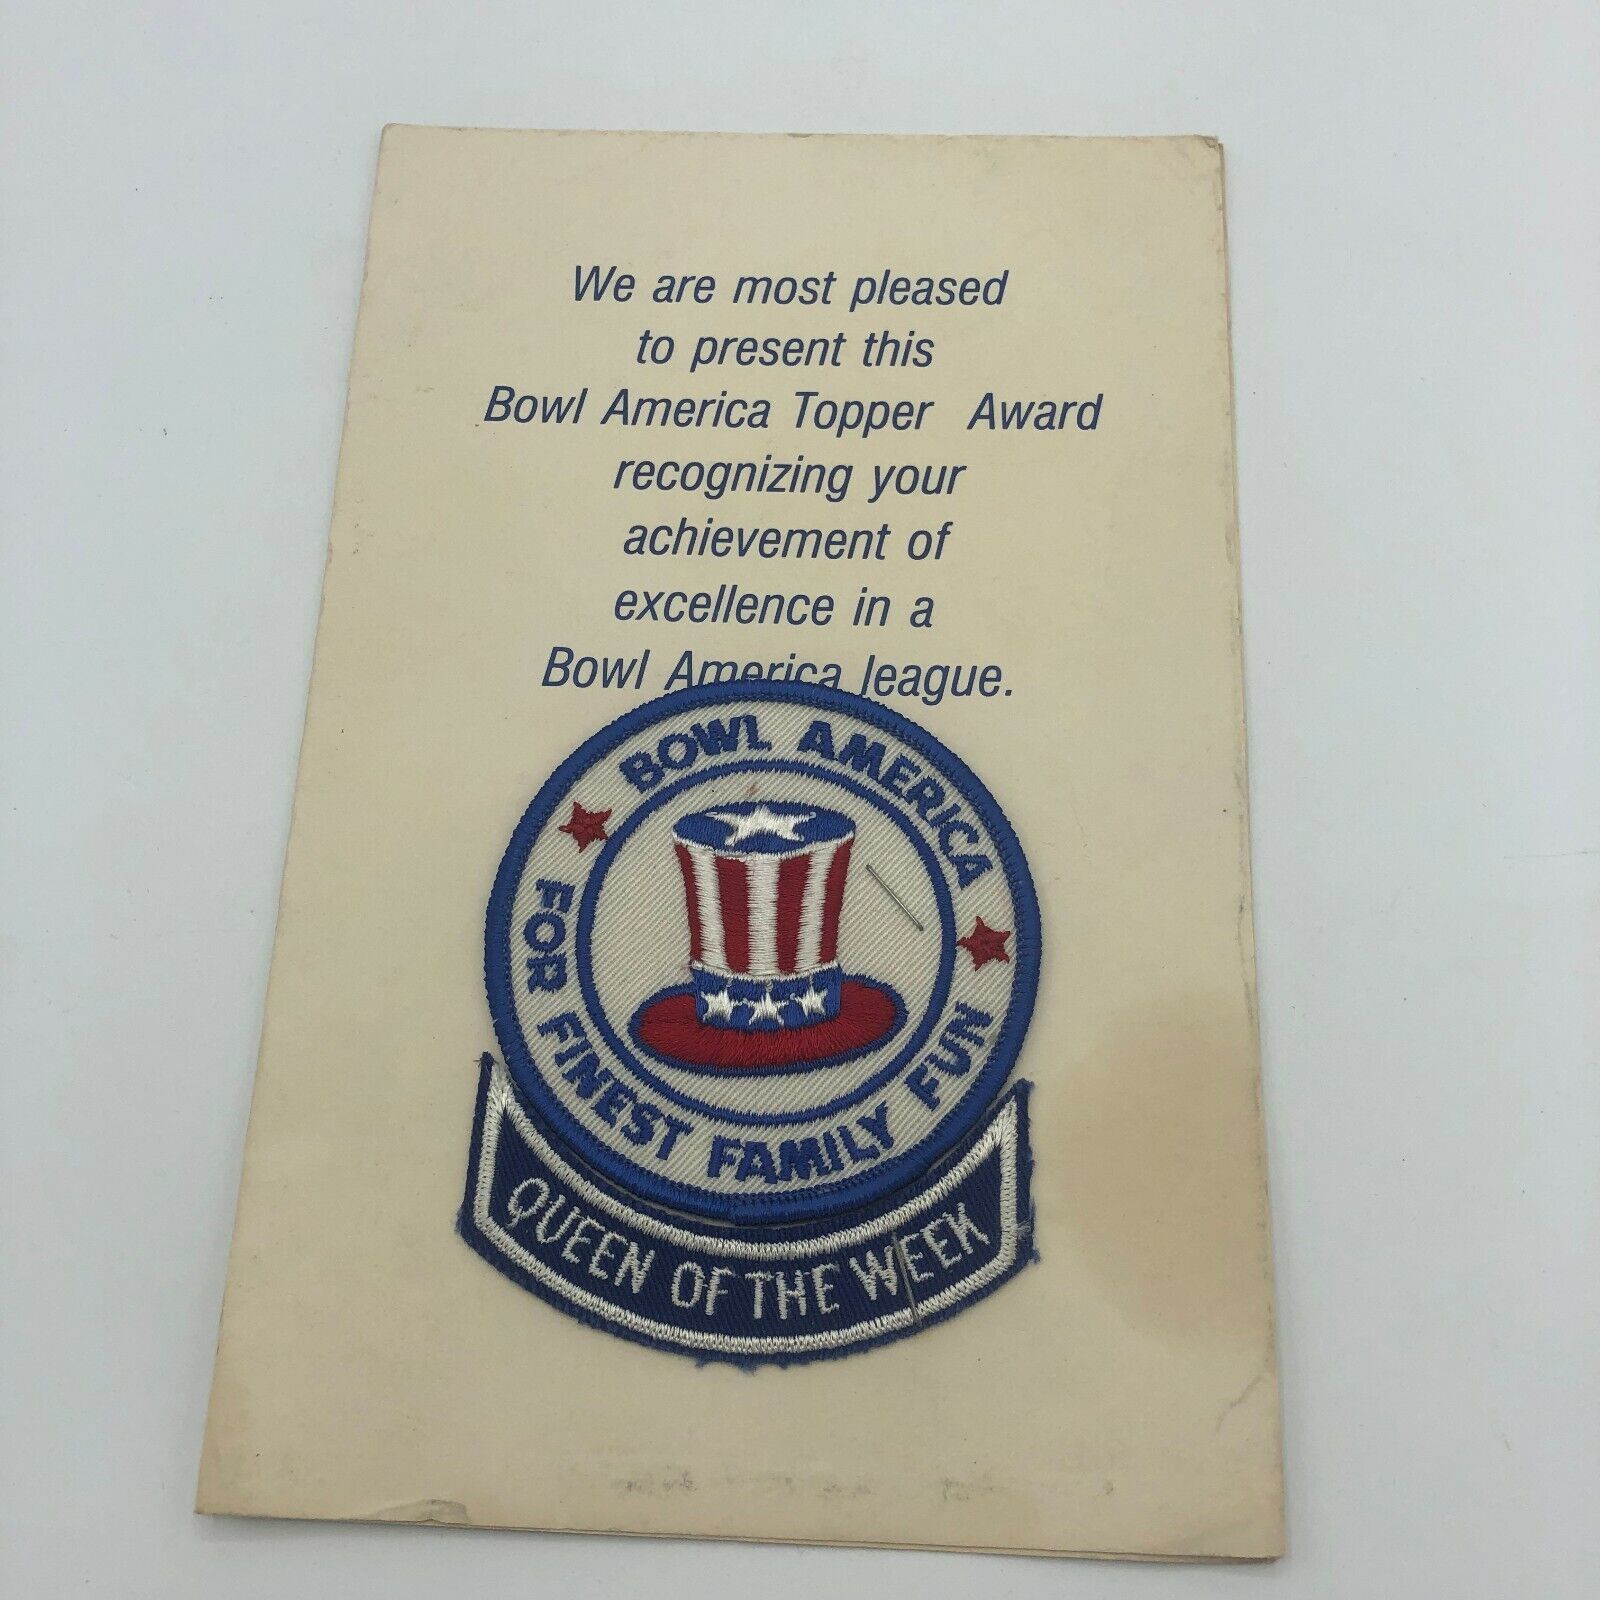 We are most pleased
to present this
Bowl America Topper Award
recognizing your
achievement of
excellence in a
Bowl America league.
BOWL AMERICA
FOR FINEST FAMILY FUN
QUEEN OF THE WEEK